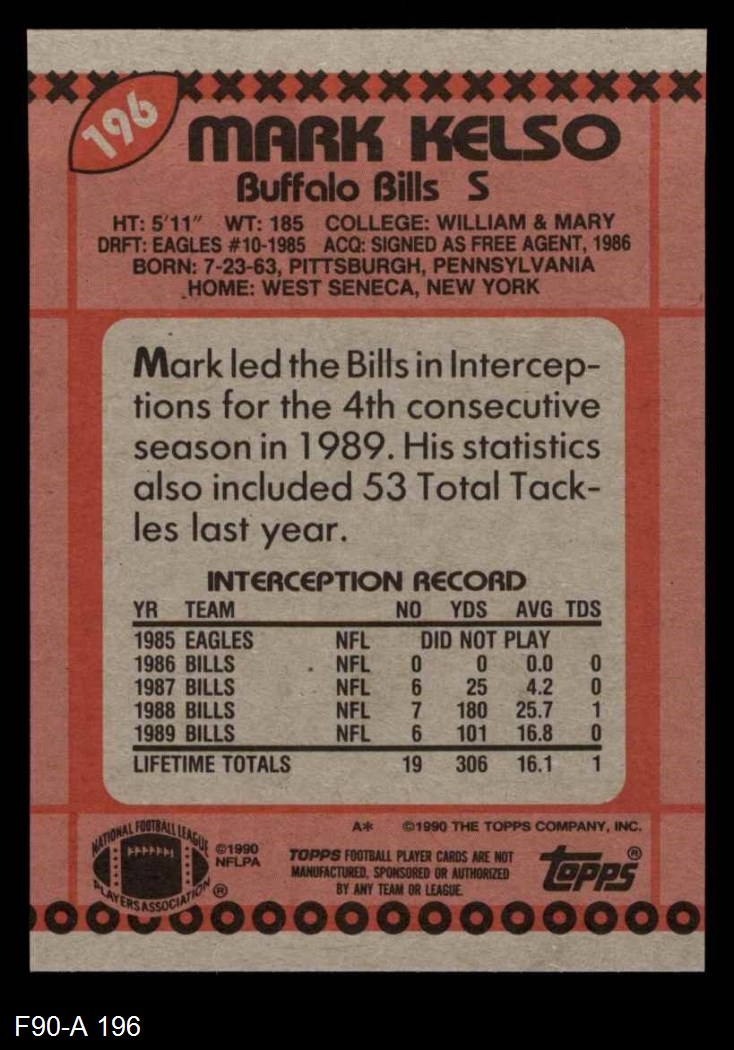 196
MARK KELSO
Buffalo Bills S
HT: 5'11" WT: 185 COLLEGE: WILLIAM & MARY
DRFT: EAGLES #10-1985 ACQ: SIGNED AS FREE AGENT, 1986
BORN: 7-23-63, PITTSBURGH, PENNSYLVANIA
HOME: WEST SENECA, NEW YORK
Mark led the Bills in Intercep-
tions for the 4th consecutive
season in 1989. His statistics
also included 53 Total Tack-
les last year.
INTERCEPTION RECORD
YR TEAM NO YDS AVG TDS
1985 EAGLES NFL DID NOT PLAY
1986 BILLS NFL 0 0 0.0 0
1987 BILLS NFL 6 25 4.2 0
1988 BILLS NFL 7 180 25.7 1
1989 BILLS NFL 6 101 16.8 0
LIFETIME TOTALS 19 306 16.1 1
A* ©1990 THE TOPPS COMPANY, INC.
NATIONAL FOOTBALL LEAGUE
PLAYERS ASSOCIATION ®
©1990
NFLPA
TOPPS FOOTBALL PLAYER CARDS ARE NOT
MANUFACTURED, SPONSORED OR AUTHORIZED
BY ANY TEAM OR LEAGUE.
TOPPS®
F90-A 196